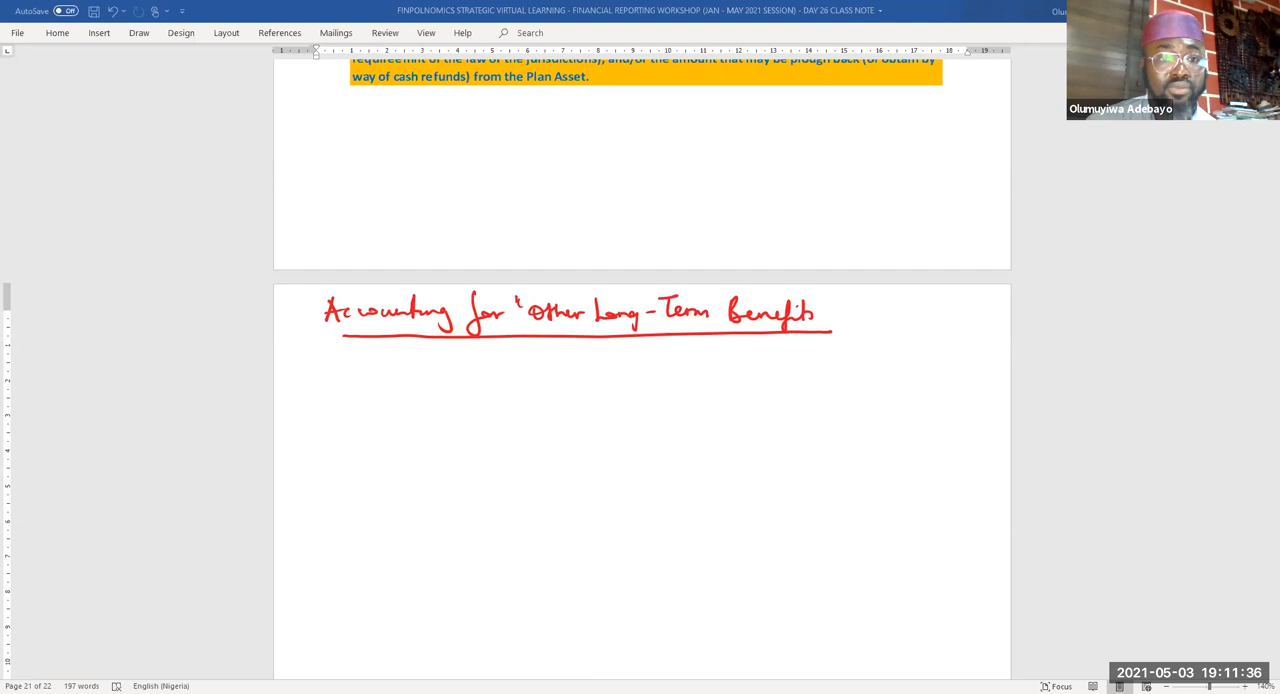 AutoSave Off FINPOLNOMICS STRATEGIC VIRTUAL LEARNING - FINANCIAL REPORTING WORKSHOP (JAN - MAY 2021 SESSION) - DAY 26 CLASS NOTE
File Home Insert Draw Design Layout References Mailings Review View Help Search
way of cash refunds) from the Plan Asset.
Olumuyiwa Adebayo
Accounting for "Other Long-Term Benefits
2021-05-03 19:11:36
Page 21 of 22 197 words English (Nigeria) Focus 140%